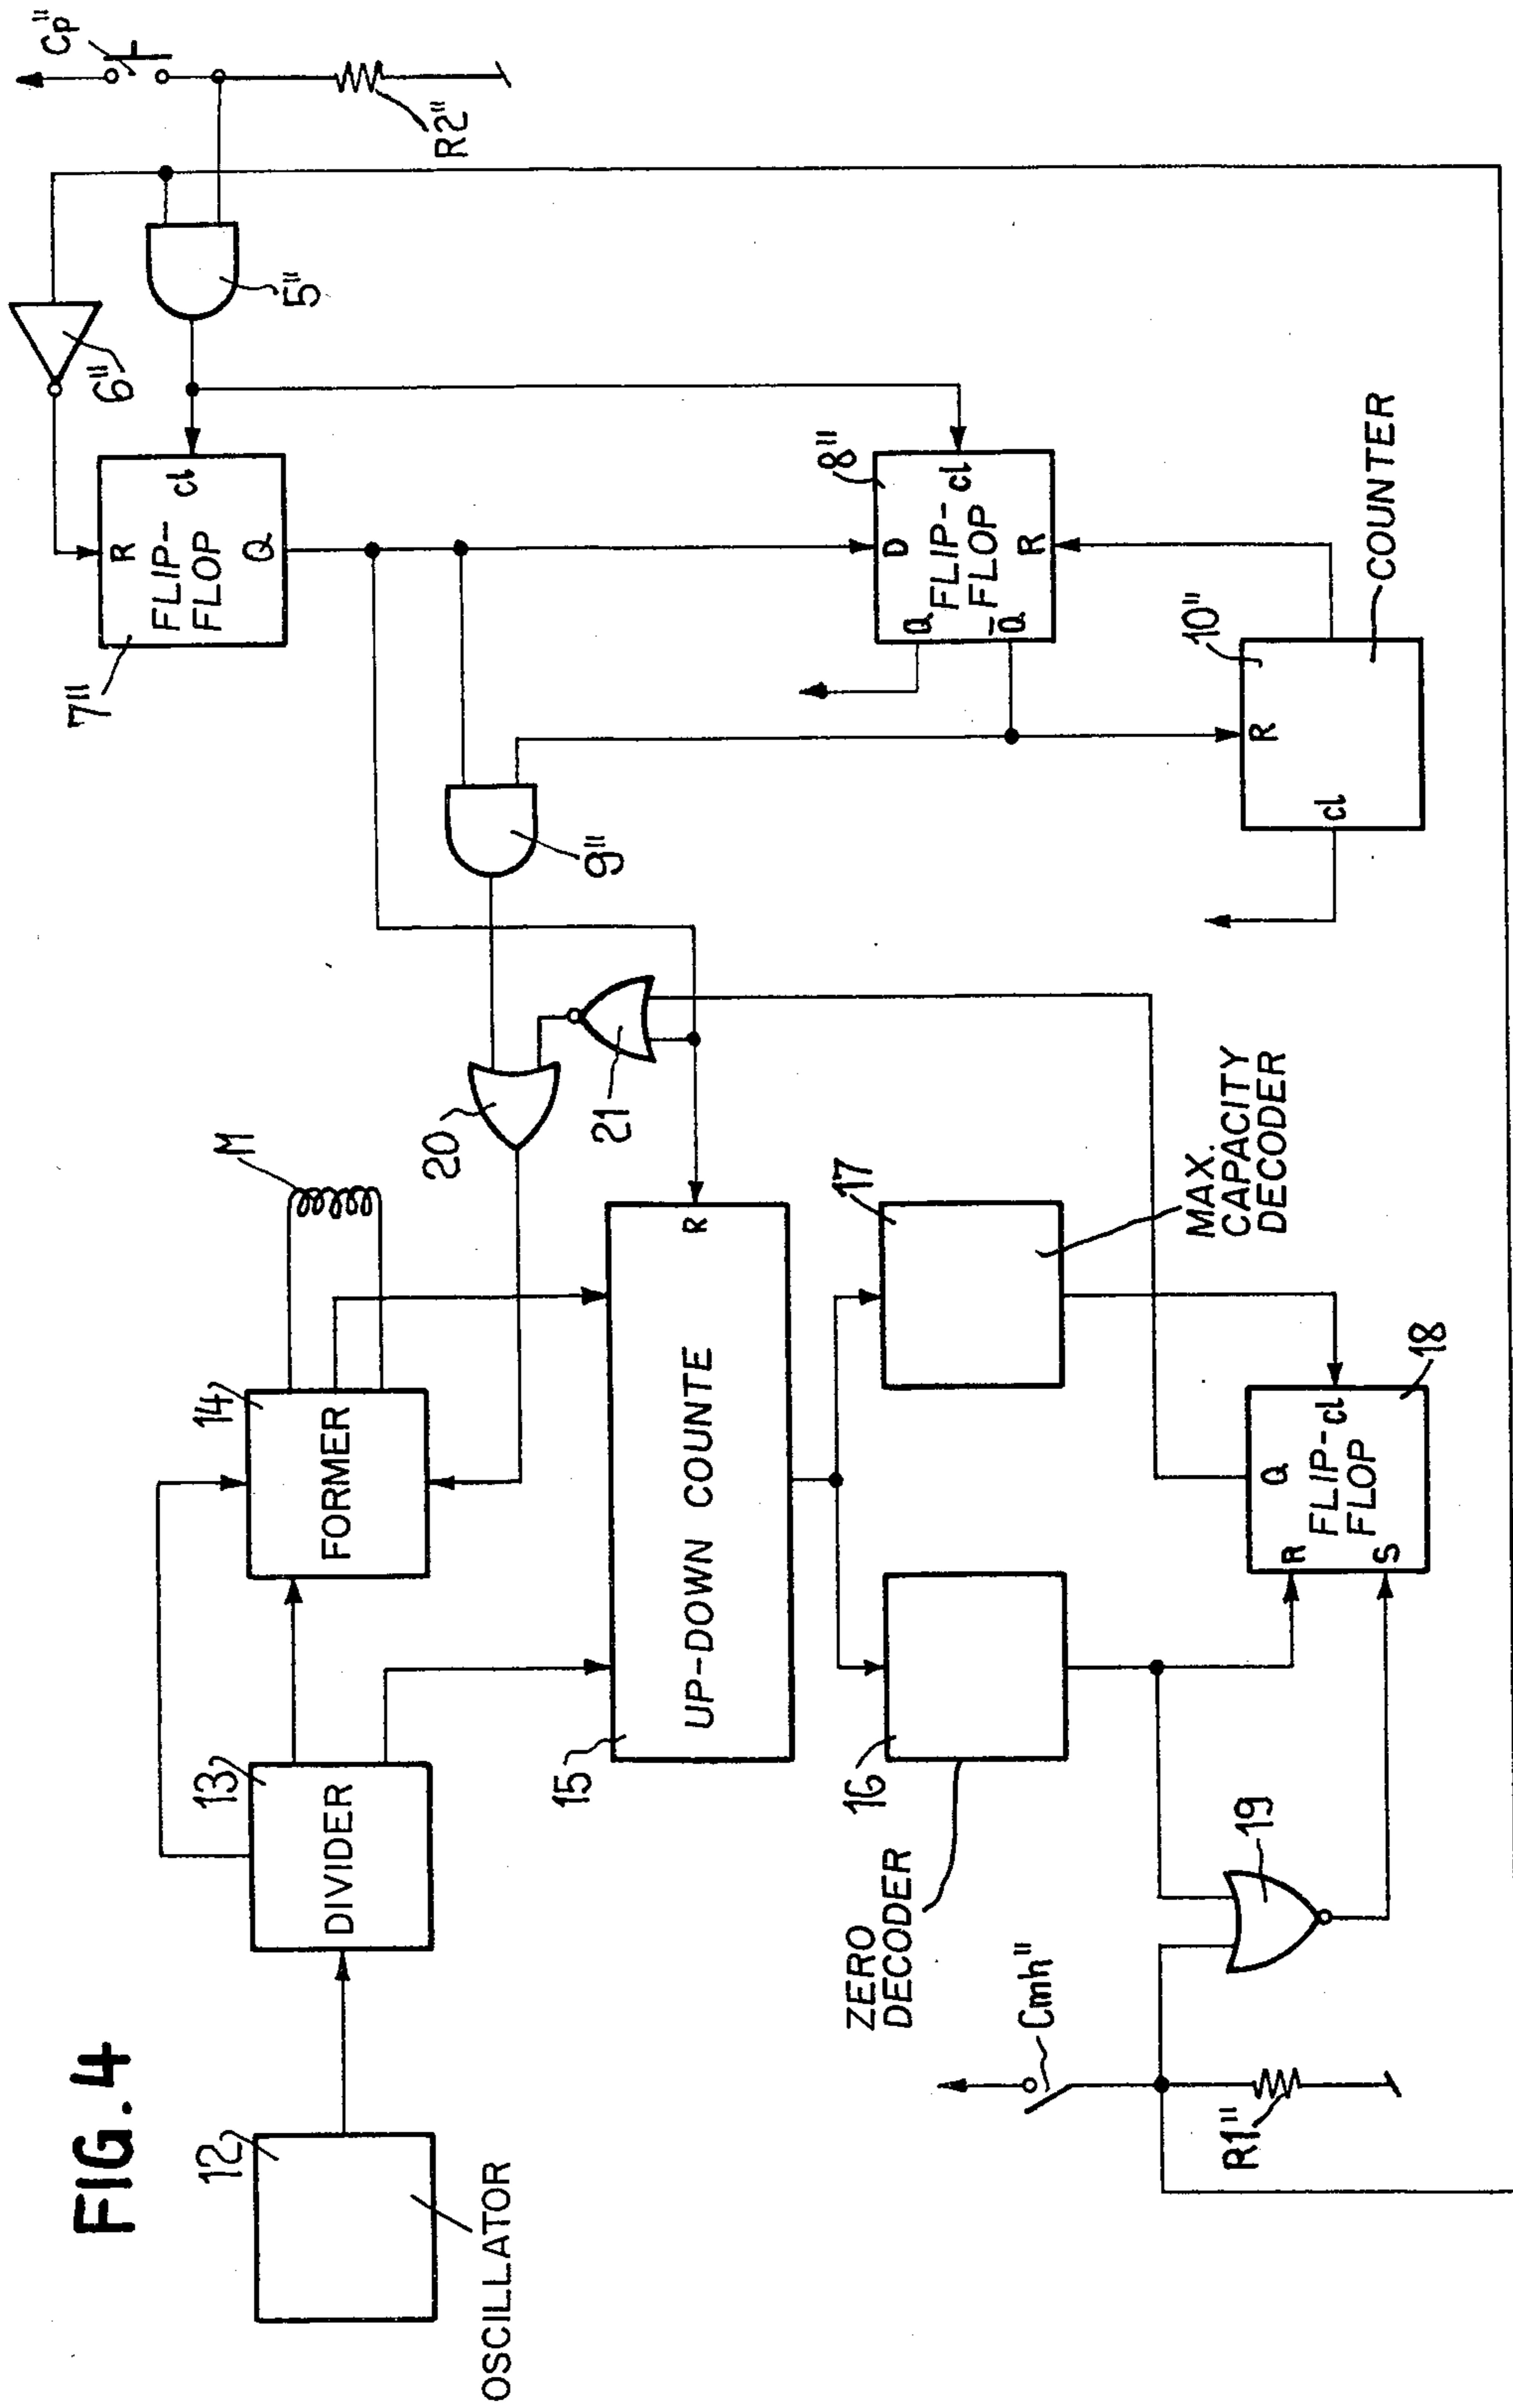 FIG. 4
12
OSCILLATOR
13
DIVIDER
14
FORMER
M
20
21
9"
7"
R
FLIP-
FLOP
cl
Q
6"
5"
Cp"
R2"
15
UP-DOWN COUNTE
R
8"
D
cl
FLIP-
FLOP
R
Q
Q̅
10"
R
cl
COUNTER
16
ZERO
DECODER
17
MAX.
CAPACITY
DECODER
18
Q
cl
FLIP-
FLOP
R
S
19
Cmh"
R1"